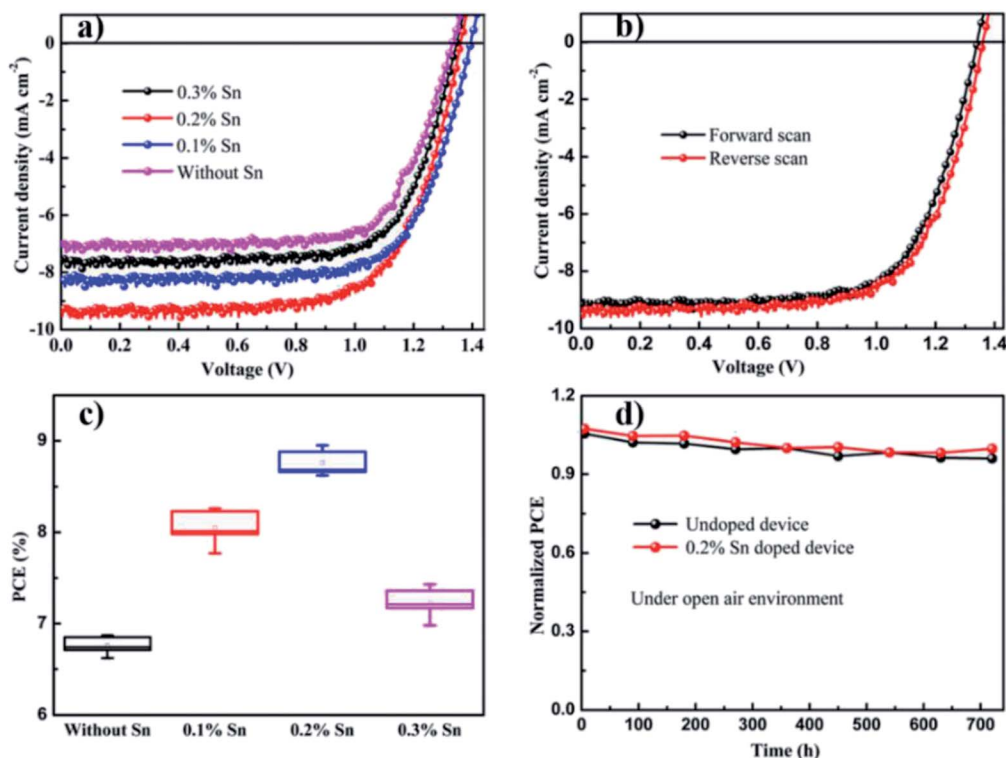 a)
0
-2
-4
-6
-8
-10
0.3% Sn
0.2% Sn
0.1% Sn
Without Sn
0.0 0.2 0.4 0.6 0.8 1.0 1.2 1.4
Voltage (V)
Current density (mA cm-2)
b)
0
-2
-4
-6
-8
-10
Forward scan
Reverse scan
0.0 0.2 0.4 0.6 0.8 1.0 1.2 1.4
Voltage (V)
Current density (mA cm-2)
c)
9
8
7
6
PCE (%)
Without Sn 0.1% Sn 0.2% Sn 0.3% Sn
d)
1.2
0.9
0.6
0.3
0.0
Normalized PCE
Undoped device
0.2% Sn doped device
Under open air environment
0 100 200 300 400 500 600 700
Time (h)